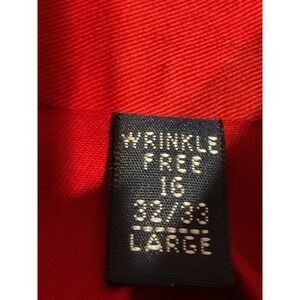 WRINKLE
FREE
16
32/33
LARGE